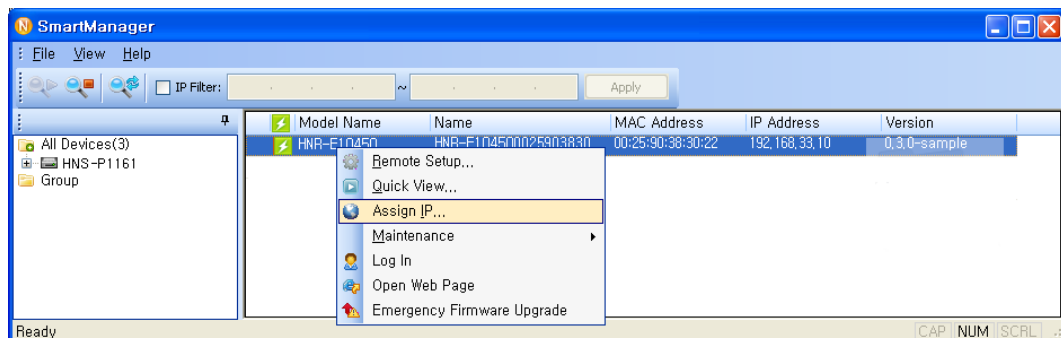 SmartManager
File View Help
IP Filter: . . . ~ . . . Apply
All Devices(3)
HNS-P1161
Group
Model Name Name MAC Address IP Address Version
HNR-E10450 HNR-E104500025903830 00:25:90:38:30:22 192.168.33.10 0.3.0-sample
Remote Setup...
Quick View...
Assign IP...
Maintenance
Log In
Open Web Page
Emergency Firmware Upgrade
Ready CAP NUM SCRL